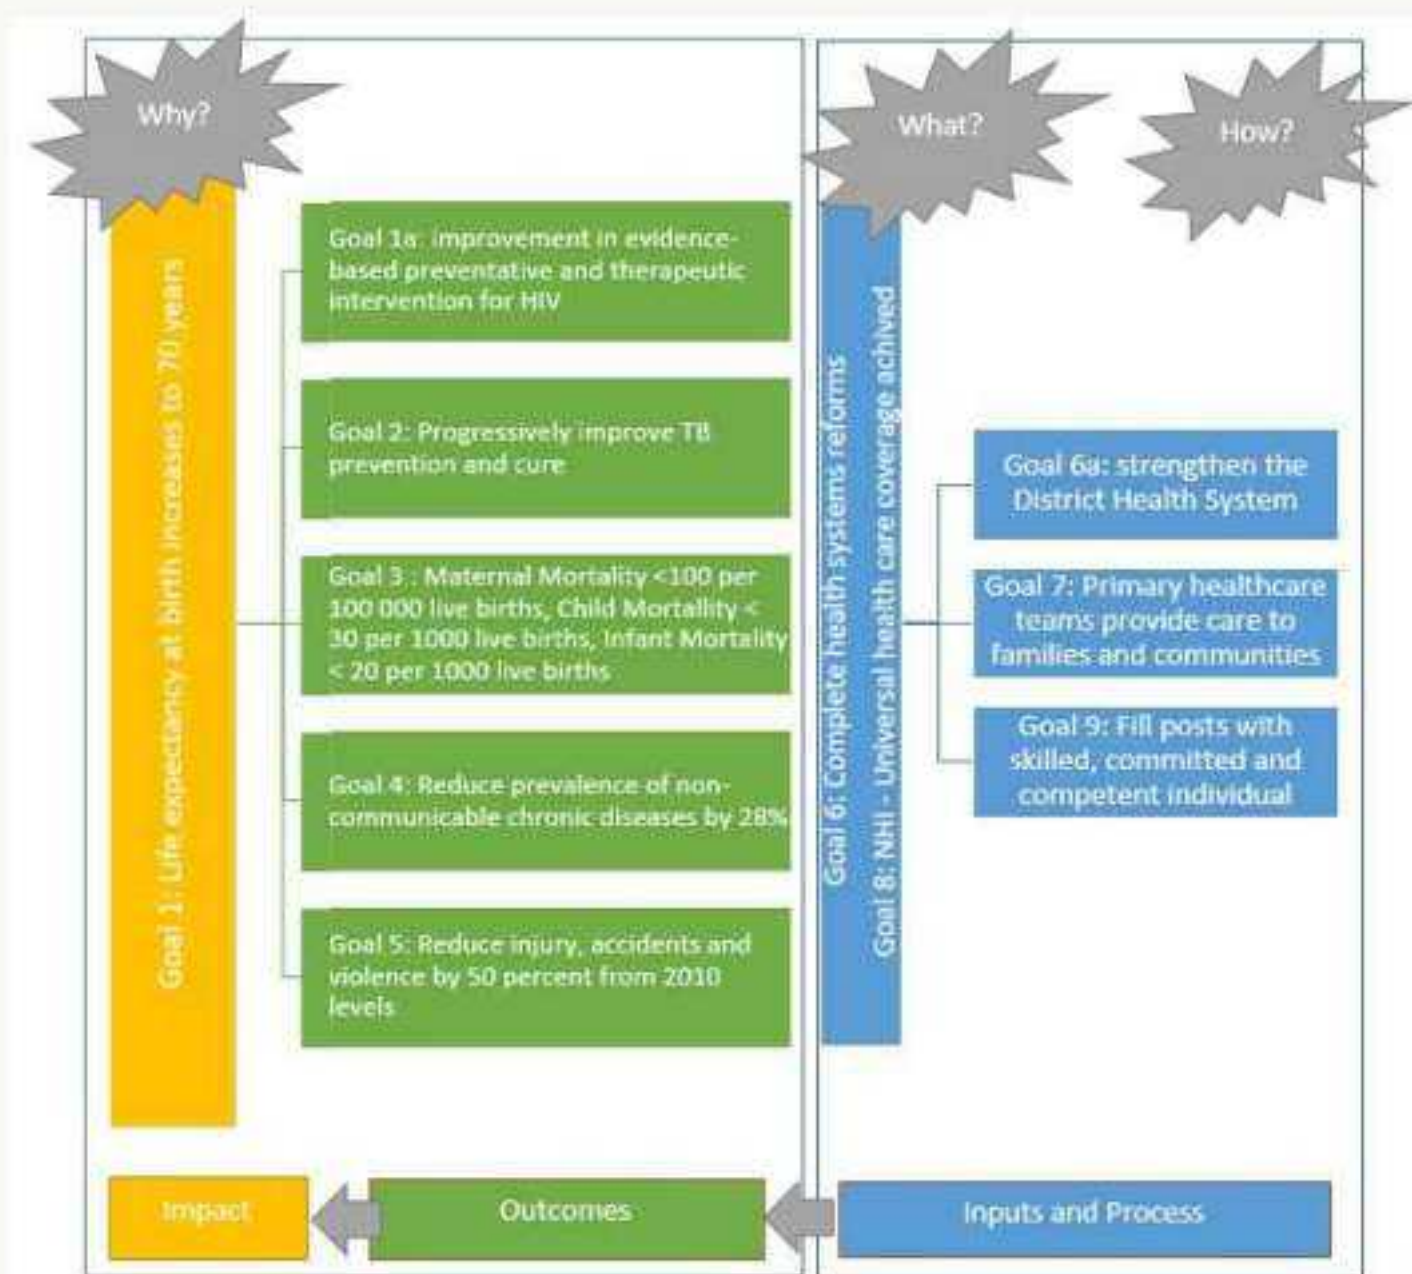 Why?
What?
How?
Goal 1: Life expectancy at birth increases to 70 years
Goal 1a: improvement in evidence-
based preventative and therapeutic
intervention for HIV
Goal 2: Progressively improve TB
prevention and cure
Goal 3 : Maternal Mortality <100 per
100 000 live births, Child Mortallity <
30 per 1000 live births, Infant Mortality
< 20 per 1000 live births
Goal 4: Reduce prevalence of non-
communicable chronic diseases by 28%
Goal 5: Reduce injury, accidents and
violence by 50 percent from 2010
levels
Goal 6: Complete health systems reforms
Goal 8: NHI - Universal health care coverage achived
Goal 6a: strengthen the
District Health System
Goal 7: Primary healthcare
teams provide care to
families and communities
Goal 9: Fill posts with
skilled, committed and
competent individual
Impact
Outcomes
Inputs and Process